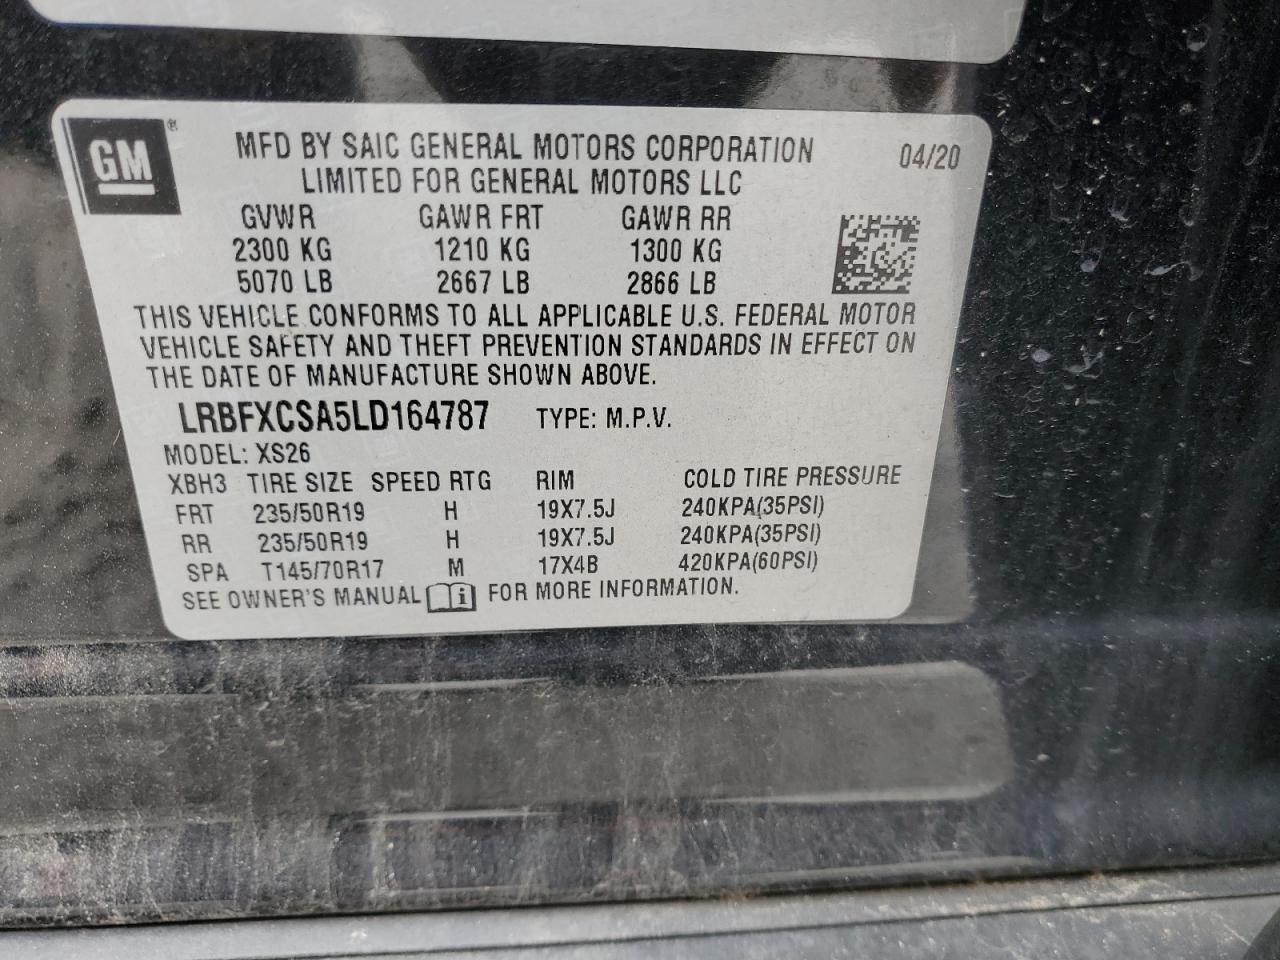 GM®
MFD BY SAIC GENERAL MOTORS CORPORATION 04/20
LIMITED FOR GENERAL MOTORS LLC
GVWR GAWR FRT GAWR RR
2300 KG 1210 KG 1300 KG
5070 LB 2667 LB 2866 LB
THIS VEHICLE CONFORMS TO ALL APPLICABLE U.S. FEDERAL MOTOR
VEHICLE SAFETY AND THEFT PREVENTION STANDARDS IN EFFECT ON
THE DATE OF MANUFACTURE SHOWN ABOVE.
LRBFXCSA5LD164787 TYPE: M.P.V.
MODEL: XS26
XBH3 TIRE SIZE SPEED RTG RIM COLD TIRE PRESSURE
FRT 235/50R19 H 19X7.5J 240KPA(35PSI)
RR 235/50R19 H 19X7.5J 240KPA(35PSI)
SPA T145/70R17 M 17X4B 420KPA(60PSI)
SEE OWNER'S MANUAL i FOR MORE INFORMATION.